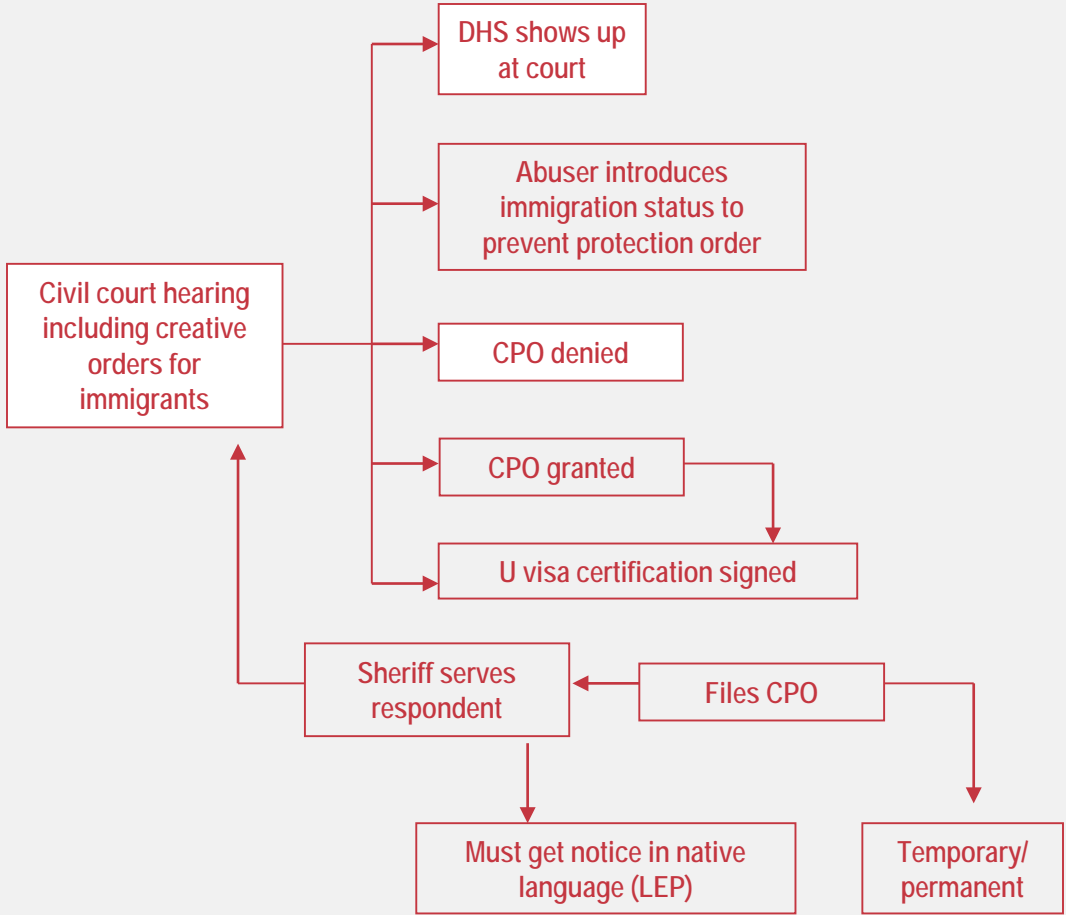 DHS shows up
at court
Abuser introduces
immigration status to
prevent protection order
Civil court hearing
including creative
orders for
immigrants
CPO denied
CPO granted
U visa certification signed
Sheriff serves
respondent
Files CPO
Must get notice in native
language (LEP)
Temporary/
permanent